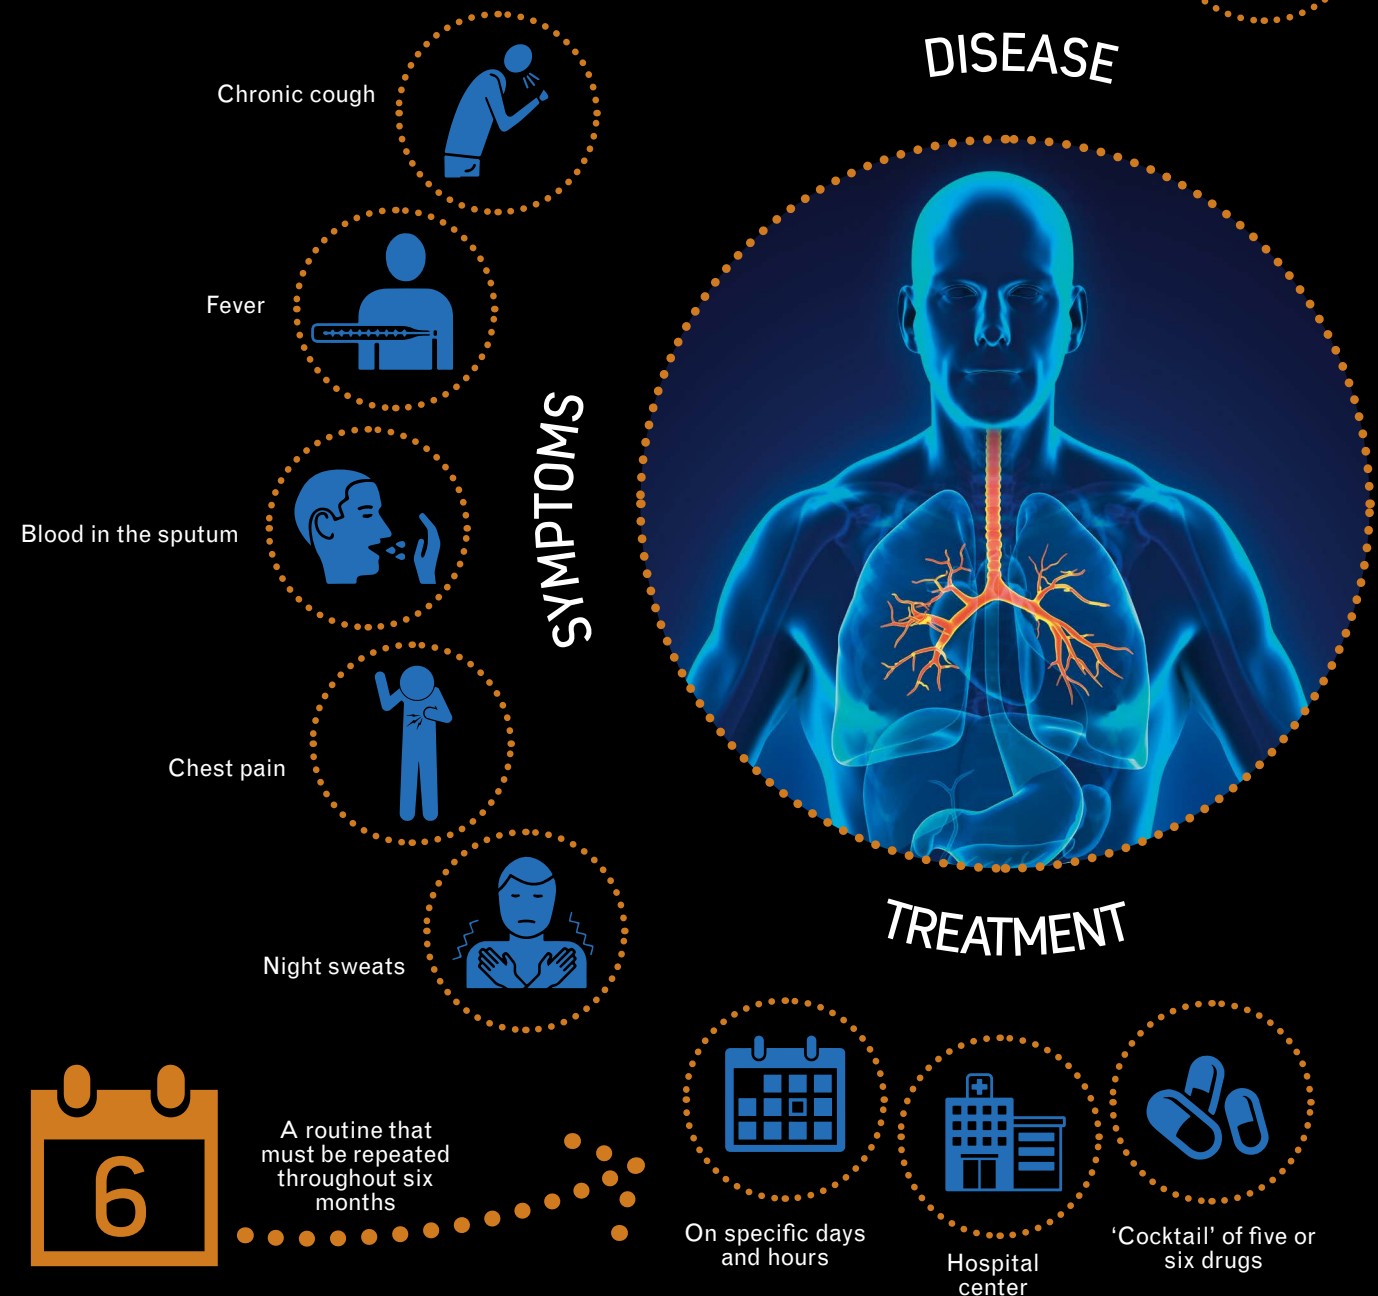 DISEASE
Chronic cough
Fever
Blood in the sputum
Chest pain
Night sweats
SYMPTOMS
TREATMENT
6
A routine that
must be repeated
throughout six
months
On specific days
and hours
Hospital
center
‘Cocktail’ of five or
six drugs